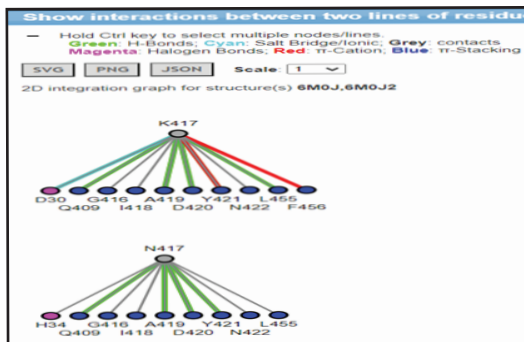 Show interactions between two lines of residu
Hold Ctrl key to select multiple nodes/lines.
Green: H-Bonds; Cyan: Salt Bridge/Ionic; Grey: contacts
Magenta: Halogen Bonds; Red: π-Cation; Blue: π-Stacking
SVG PNG JSON Scale: 1
2D integration graph for structure(s) 6M0J,6M0J2
K417
D30 G416 A419 Y421 L455
Q409 I418 D420 N422 F456
N417
H34 G416 A419 Y421 L455
Q409 I418 D420 N422